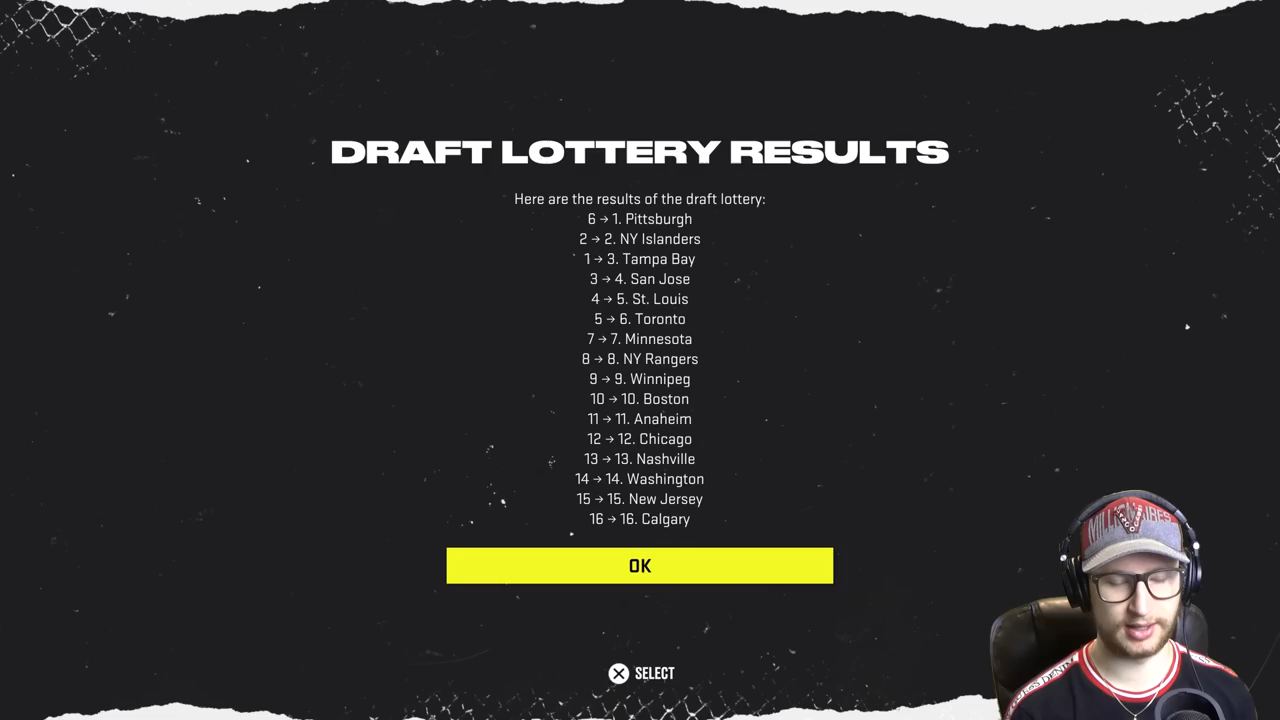 DRAFT LOTTERY RESULTS
Here are the results of the draft lottery:
6 → 1. Pittsburgh
2 → 2. NY Islanders
1 → 3. Tampa Bay
3 → 4. San Jose
4 → 5. St. Louis
5 → 6. Toronto
7 → 7. Minnesota
8 → 8. NY Rangers
9 → 9. Winnipeg
10 → 10. Boston
11 → 11. Anaheim
12 → 12. Chicago
13 → 13. Nashville
14 → 14. Washington
15 → 15. New Jersey
16 → 16. Calgary
OK
SELECT
MILLIONAIRES
DENIM